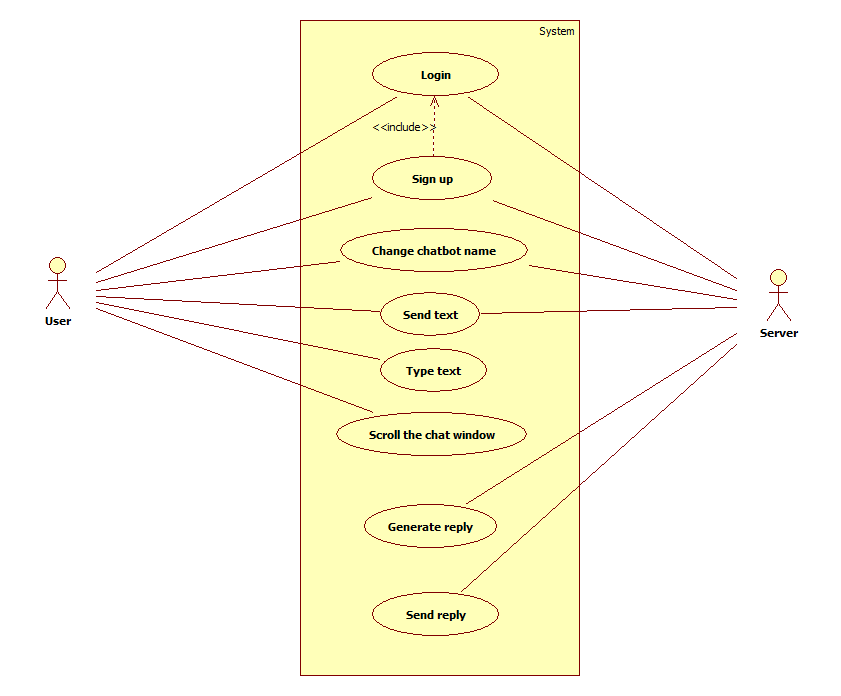 System
Login
<<include>>
Sign up
Change chatbot name
Send text
User
Server
Type text
Scroll the chat window
Generate reply
Send reply